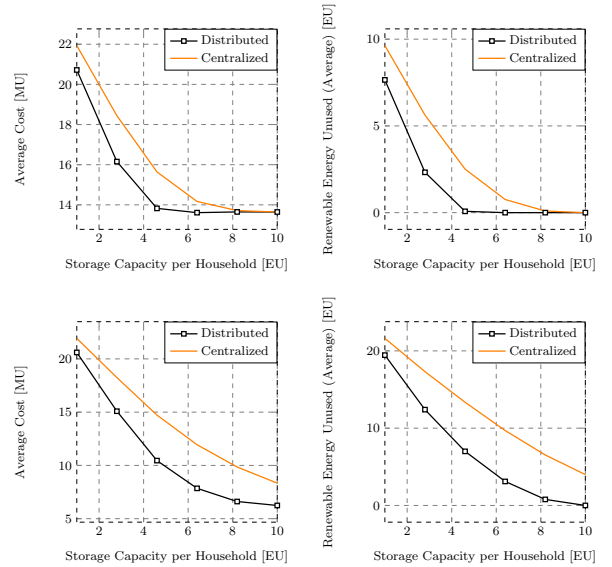 Average Cost [MU]
22
20
18
16
14
2
4
6
8
10
Storage Capacity per Household [EU]
Distributed
Centralized
Renewable Energy Unused (Average) [EU]
10
5
0
2
4
6
8
10
Storage Capacity per Household [EU]
Distributed
Centralized
Average Cost [MU]
20
15
10
5
2
4
6
8
10
Storage Capacity per Household [EU]
Distributed
Centralized
Renewable Energy Unused (Average) [EU]
20
10
0
2
4
6
8
10
Storage Capacity per Household [EU]
Distributed
Centralized